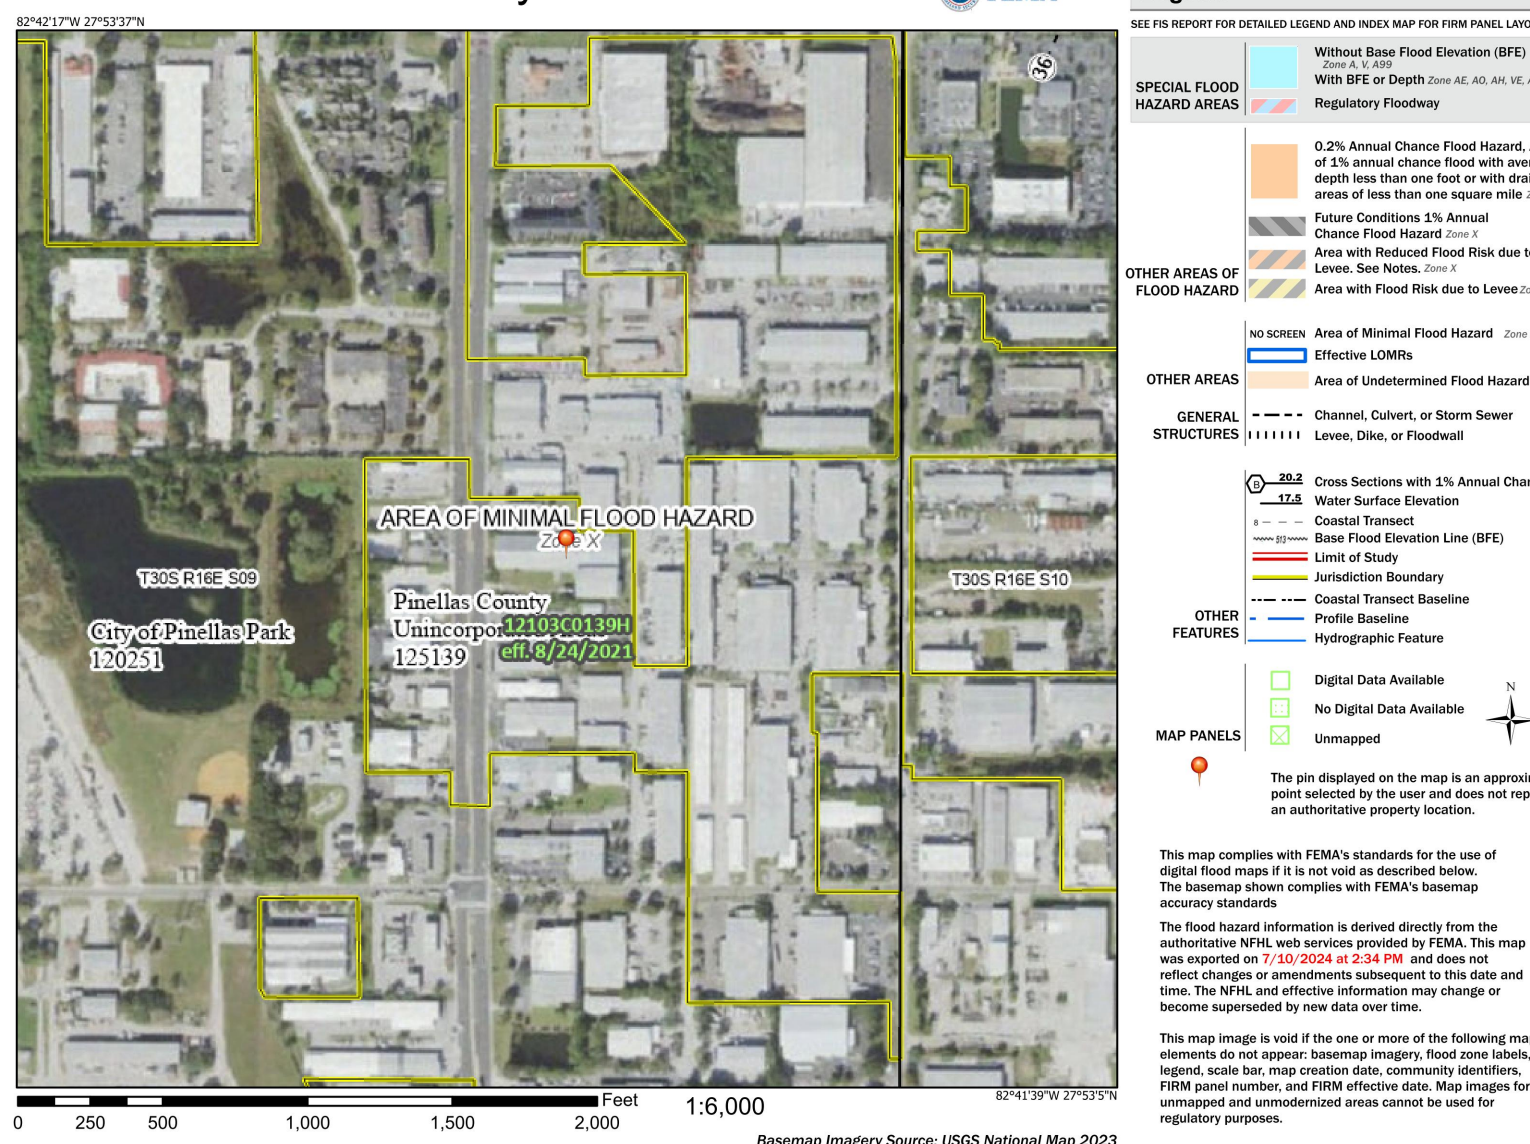 82°42'17"W 27°53'37"N
SEE FIS REPORT FOR DETAILED LEGEND AND INDEX MAP FOR FIRM PANEL
SPECIAL FLOOD
HAZARD AREAS
Without Base Flood Elevation (BFE)
Zone A, V, A99
With BFE or Depth Zone AE, AO, AH, VE,
Regulatory Floodway
OTHER AREAS OF
FLOOD HAZARD
0.2% Annual Chance Flood Hazard,
of 1% annual chance flood with
depth less than one foot or with
areas of less than one square mile
Future Conditions 1% Annual
Chance Flood Hazard Zone X
Area with Reduced Flood Risk due
Levee. See Notes. Zone X
Area with Flood Risk due to Levee
OTHER AREAS
NO SCREEN Area of Minimal Flood Hazard Zone
Effective LOMRs
Area of Undetermined Flood Hazard
GENERAL
STRUCTURES
Channel, Culvert, or Storm Sewer
Levee, Dike, or Floodwall
OTHER
FEATURES
B 20.2 Cross Sections with 1% Annual
17.5 Water Surface Elevation
8 Coastal Transect
513 Base Flood Elevation Line (BFE)
Limit of Study
Jurisdiction Boundary
Coastal Transect Baseline
Profile Baseline
Hydrographic Feature
MAP PANELS
Digital Data Available
No Digital Data Available
Unmapped
N
The pin displayed on the map is an
point selected by the user and does not
an authoritative property location.
This map complies with FEMA's standards for the use of
digital flood maps if it is not void as described below.
The basemap shown complies with FEMA's basemap
accuracy standards
The flood hazard information is derived directly from the
authoritative NFHL web services provided by FEMA. This map
was exported on 7/10/2024 at 2:34 PM and does not
reflect changes or amendments subsequent to this date and
time. The NFHL and effective information may change or
become superseded by new data over time.
This map image is void if the one or more of the following
elements do not appear: basemap imagery, flood zone labels,
legend, scale bar, map creation date, community identifiers,
FIRM panel number, and FIRM effective date. Map images for
unmapped and unmodernized areas cannot be used for
regulatory purposes.
36
AREA OF MINIMAL FLOOD HAZARD
Zone X
T30S R16E S09
T30S R16E S10
City of Pinellas Park
120251
Pinellas County
125139
12103C0139H
eff. 8/24/2021
82°41'39"W 27°53'5"N
Feet
0 250 500 1,000 1,500 2,000
1:6,000
Basemap Imagery Source: USGS National Map 2023